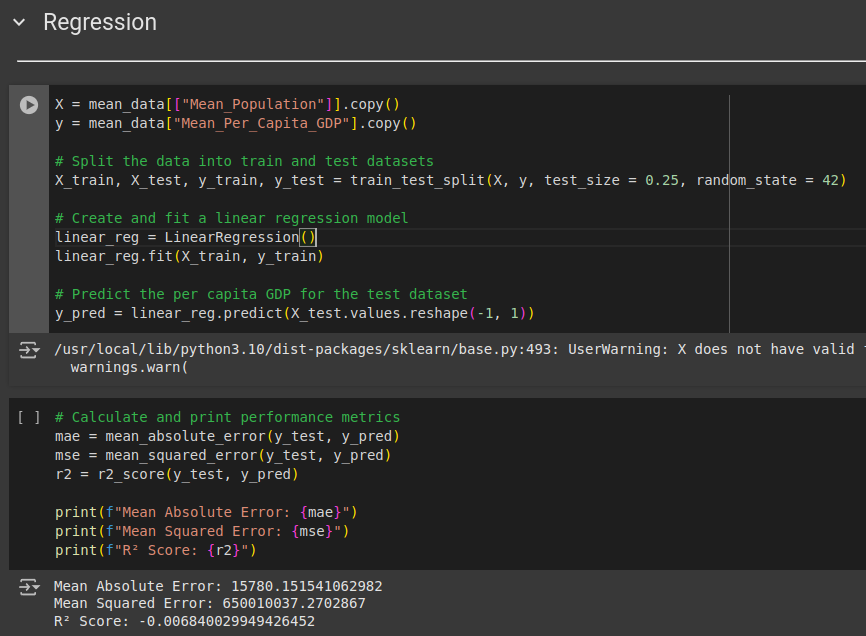 Regression
X = mean_data[["Mean_Population"]].copy()
y = mean_data["Mean_Per_Capita_GDP"].copy()
# Split the data into train and test datasets
X_train, X_test, y_train, y_test = train_test_split(X, y, test_size = 0.25, random_state = 42)
# Create and fit a linear regression model
linear_reg = LinearRegression()
linear_reg.fit(X_train, y_train)
# Predict the per capita GDP for the test dataset
y_pred = linear_reg.predict(X_test.values.reshape(-1, 1))
/usr/local/lib/python3.10/dist-packages/sklearn/base.py:493: UserWarning: X does not have valid
warnings.warn(
[ ] # Calculate and print performance metrics
mae = mean_absolute_error(y_test, y_pred)
mse = mean_squared_error(y_test, y_pred)
r2 = r2_score(y_test, y_pred)
print(f"Mean Absolute Error: {mae}")
print(f"Mean Squared Error: {mse}")
print(f"R² Score: {r2}")
Mean Absolute Error: 15780.151541062982
Mean Squared Error: 650010037.2702867
R² Score: -0.006840029949426452